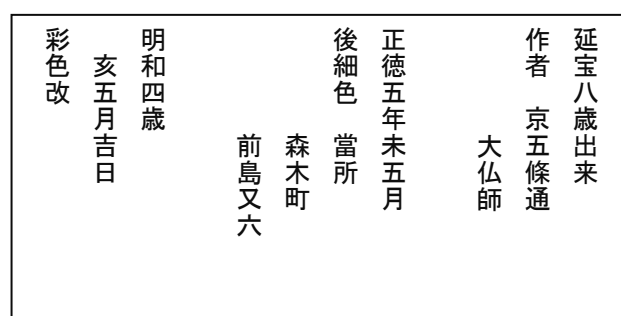 延宝八歳出来
作者　京五條通
大仏師
正徳五年未五月
後細色　當所
森木町
前島又六
明和四歳
亥五月吉日
彩色改